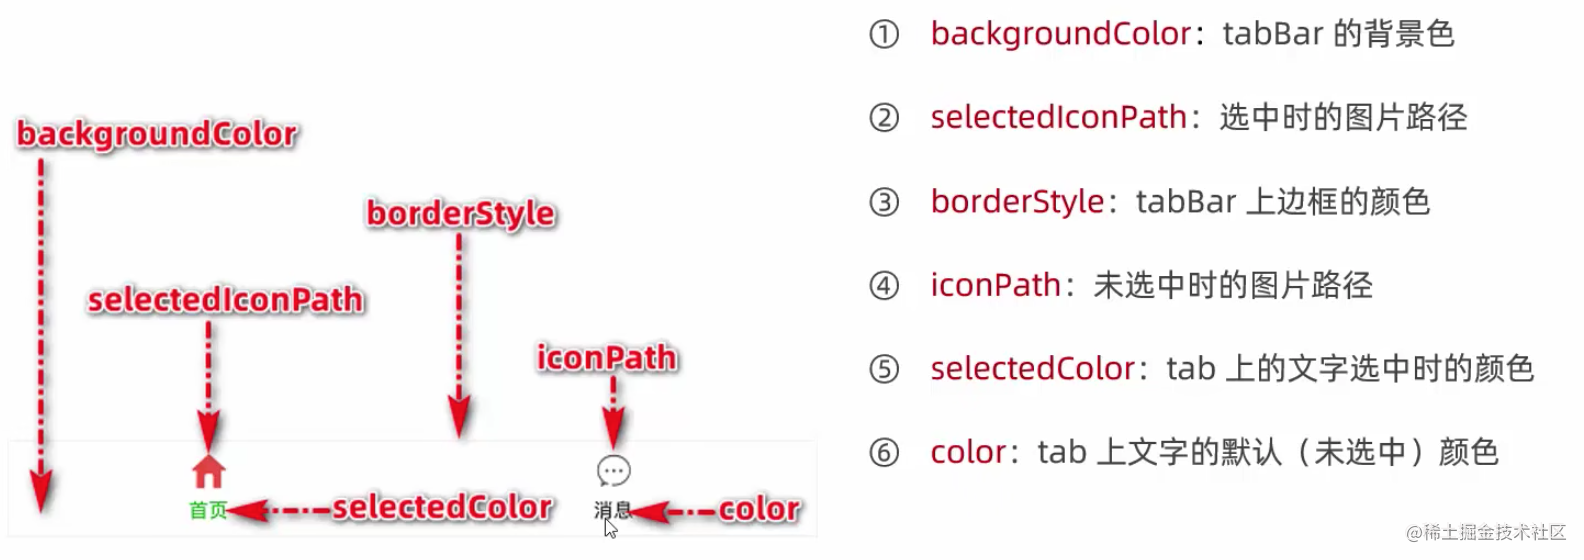 backgroundColor
borderStyle
selectedIconPath
iconPath
首页
selectedColor
消息
color
① backgroundColor：tabBar 的背景色
② selectedIconPath：选中时的图片路径
③ borderStyle：tabBar 上边框的颜色
④ iconPath：未选中时的图片路径
⑤ selectedColor：tab 上的文字选中时的颜色
⑥ color：tab 上文字的默认（未选中）颜色
@稀土掘金技术社区